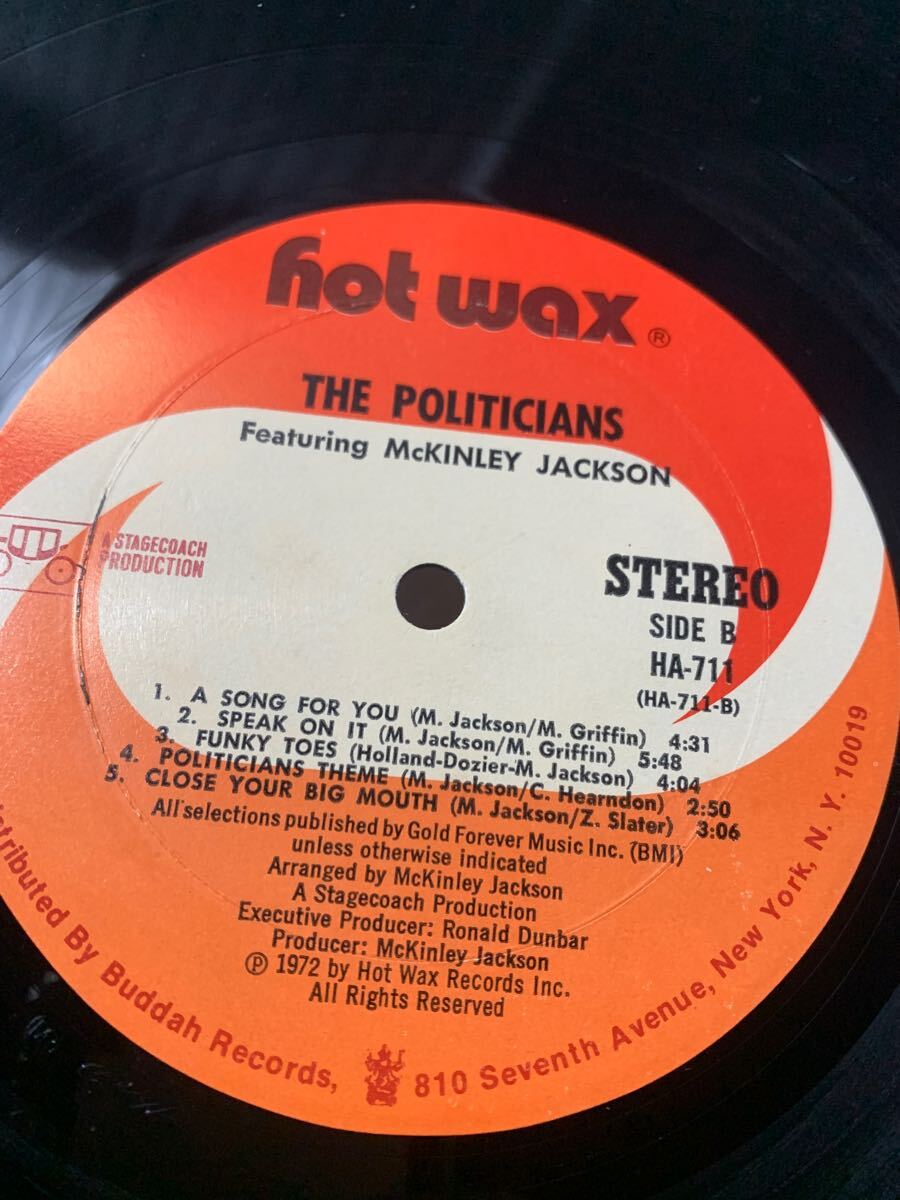 hot wax ®
THE POLITICIANS
Featuring McKINLEY JACKSON
A STAGECOACH
PRODUCTION
STEREO
SIDE B
HA-711
(HA-711-B)
1. A SONG FOR YOU (M. Jackson/M. Griffin) 4:31
2. SPEAK ON IT (M. Jackson/M. Griffin) 5:48
3. FUNKY TOES (Holland-Dozier-M. Jackson) 4:04
4. POLITICIANS THEME (M. Jackson/C. Hearndon) 2:50
5. CLOSE YOUR BIG MOUTH (M. Jackson/Z. Slater) 3:06
All selections published by Gold Forever Music Inc. (BMI)
unless otherwise indicated
Arranged by McKinley Jackson
A Stagecoach Production
Executive Producer: Ronald Dunbar
Producer: McKinley Jackson
Ⓟ 1972 by Hot Wax Records Inc.
All Rights Reserved
tributed By Buddah Records, 810 Seventh Avenue, New York, N. Y. 10019